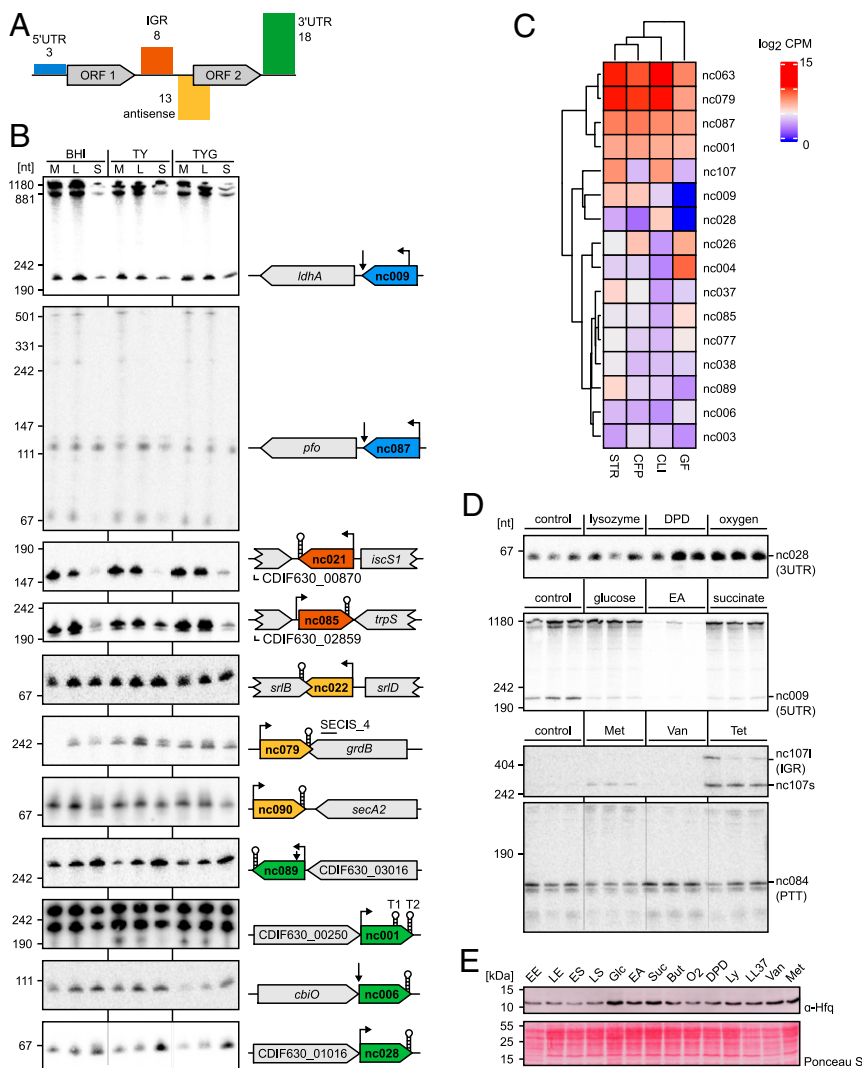 A
5'UTR
3
IGR
8
3'UTR
18
ORF 1
ORF 2
13
antisense
B
[nt]
BHI TY TYG
M L S M L S M L S
1180
881
242
190
ldhA
nc009
501
331
242
147
111
67
pfo
nc087
190
147
nc021
iscS1
CDIF630_00870
242
190
nc085
trpS
CDIF630_02859
67
srlB
nc022
srlD
242
nc079
SECIS_4
grdB
67
nc090
secA2
242
nc089
CDIF630_03016
242
190
CDIF630_00250
nc001
T1 T2
111
cbiO
nc006
67
CDIF630_01016
nc028
C
log2 CPM
15
0
nc063
nc079
nc087
nc001
nc107
nc009
nc028
nc026
nc004
nc037
nc085
nc077
nc038
nc089
nc006
nc003
STR
CFP
CLI
GF
D
[nt]
control lysozyme DPD oxygen
67
nc028
(3UTR)
control glucose EA succinate
1180
242
190
nc009
(5UTR)
control Met Van Tet
404
242
nc107l
(IGR)
nc107s
190
nc084
(PTT)
E
[kDa]
EE LE ES LS Glc EA Suc But O2 DPD Ly LL37 Van Met
15
10
α-Hfq
55
35
25
15
Ponceau S